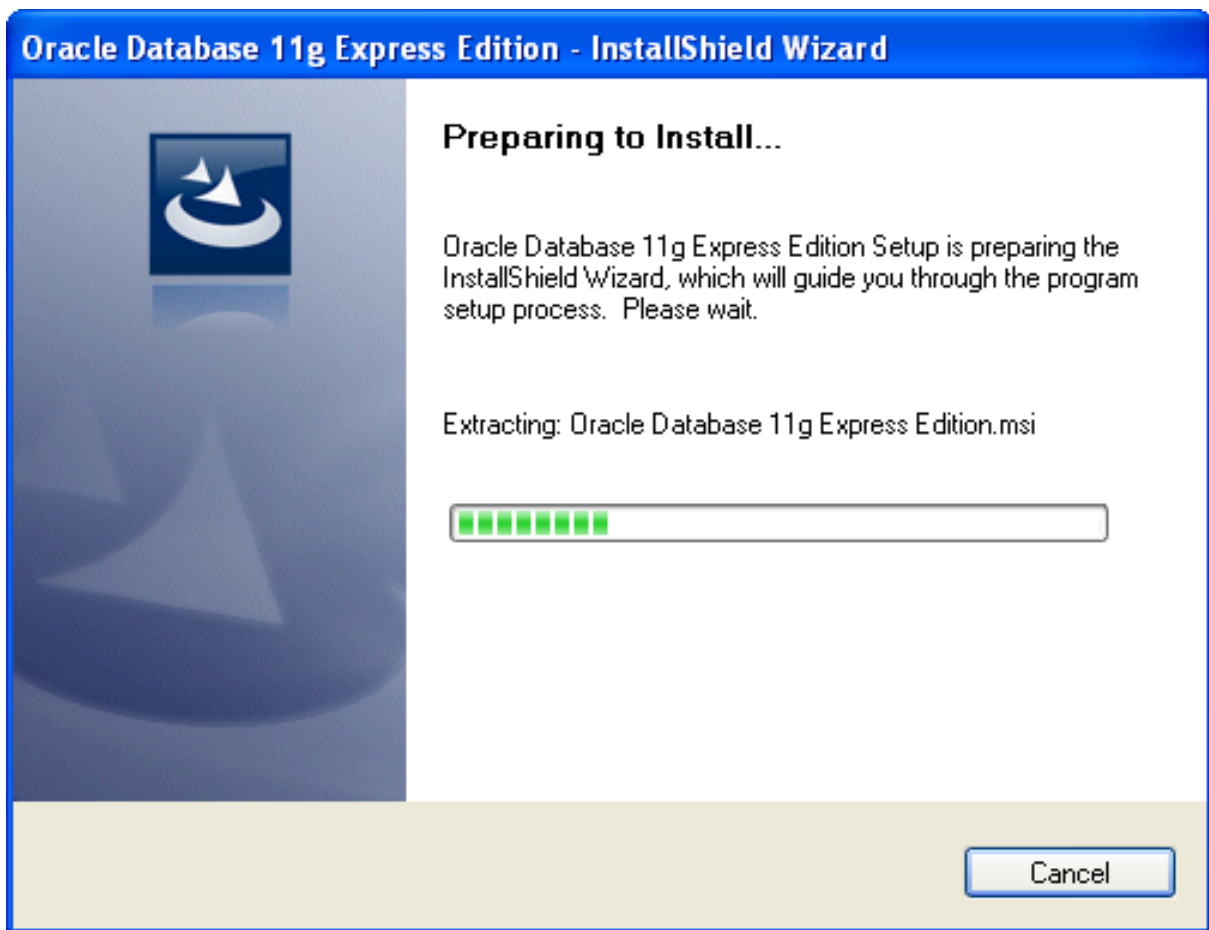 Oracle Database 11g Express Edition - InstallShield Wizard
Preparing to Install...
Oracle Database 11g Express Edition Setup is preparing the
InstallShield Wizard, which will guide you through the program
setup process.  Please wait.
Extracting: Oracle Database 11g Express Edition.msi
Cancel